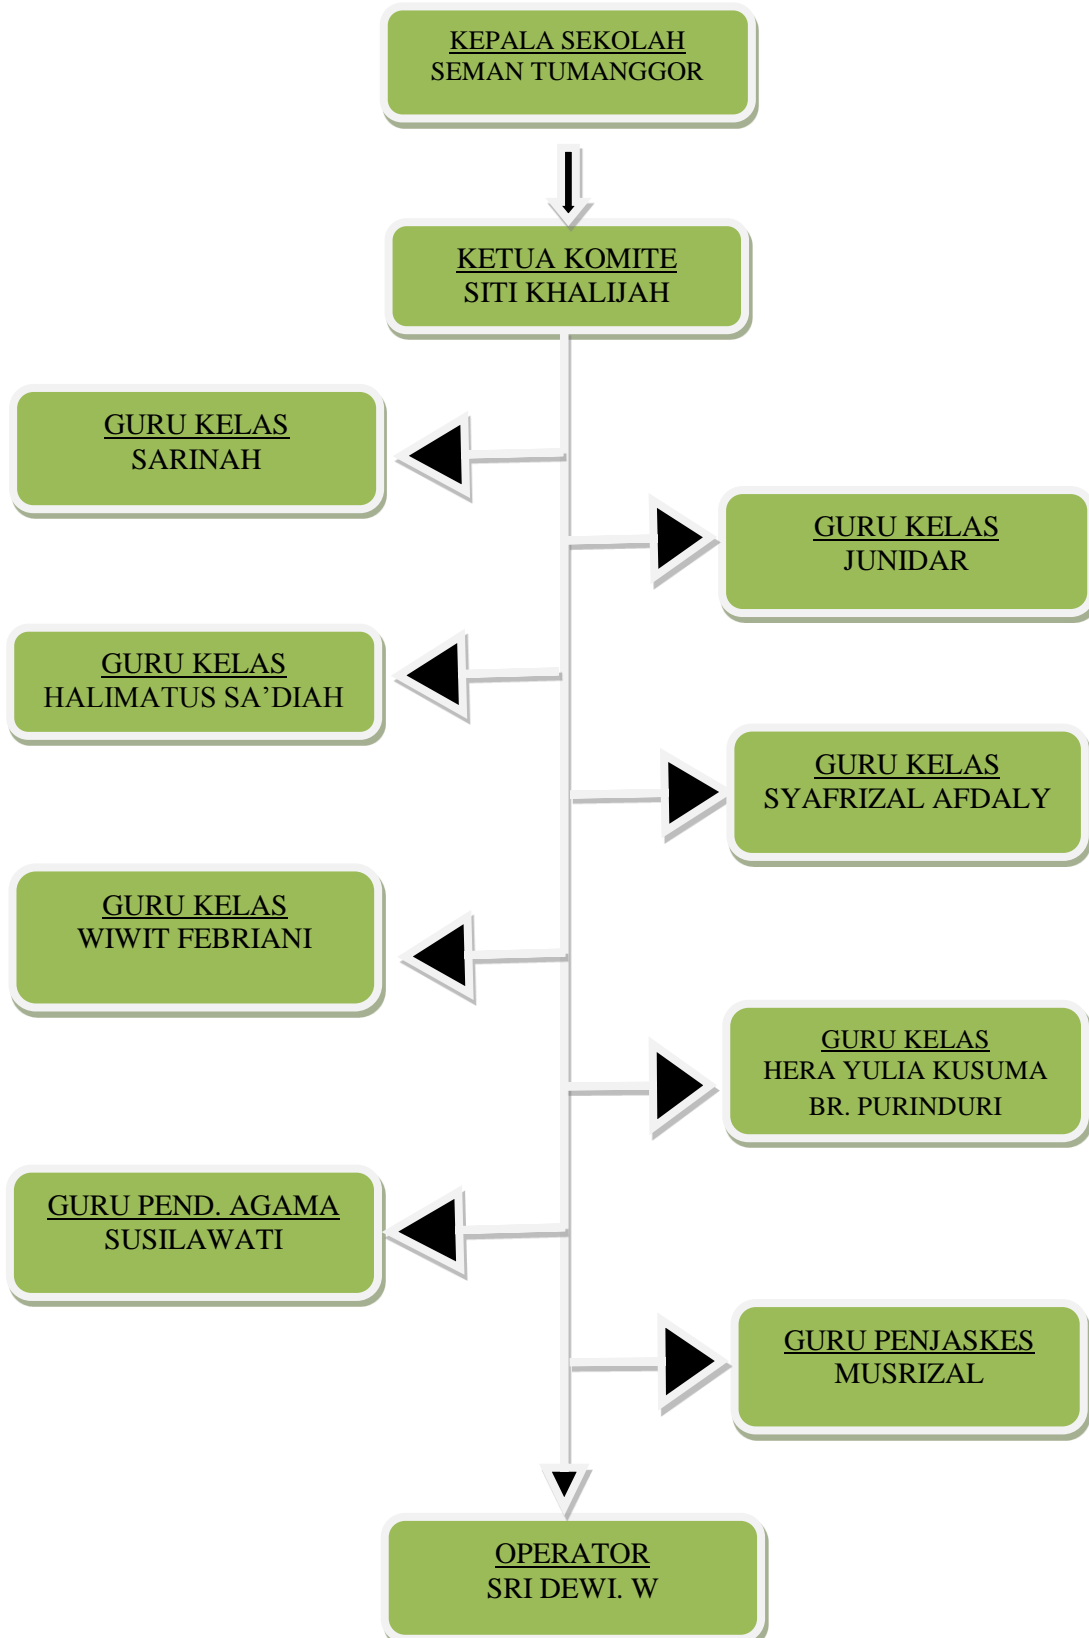 KEPALA SEKOLAH
SEMAN TUMANGGOR
KETUA KOMITE
SITI KHALIJAH
GURU KELAS
SARINAH
GURU KELAS
JUNIDAR
GURU KELAS
HALIMATUS SA’DIAH
GURU KELAS
SYAFRIZAL AFDALY
GURU KELAS
WIWIT FEBRIANI
GURU KELAS
HERA YULIA KUSUMA
BR. PURINDURI
GURU PEND. AGAMA
SUSILAWATI
GURU PENJASKES
MUSRIZAL
OPERATOR
SRI DEWI. W